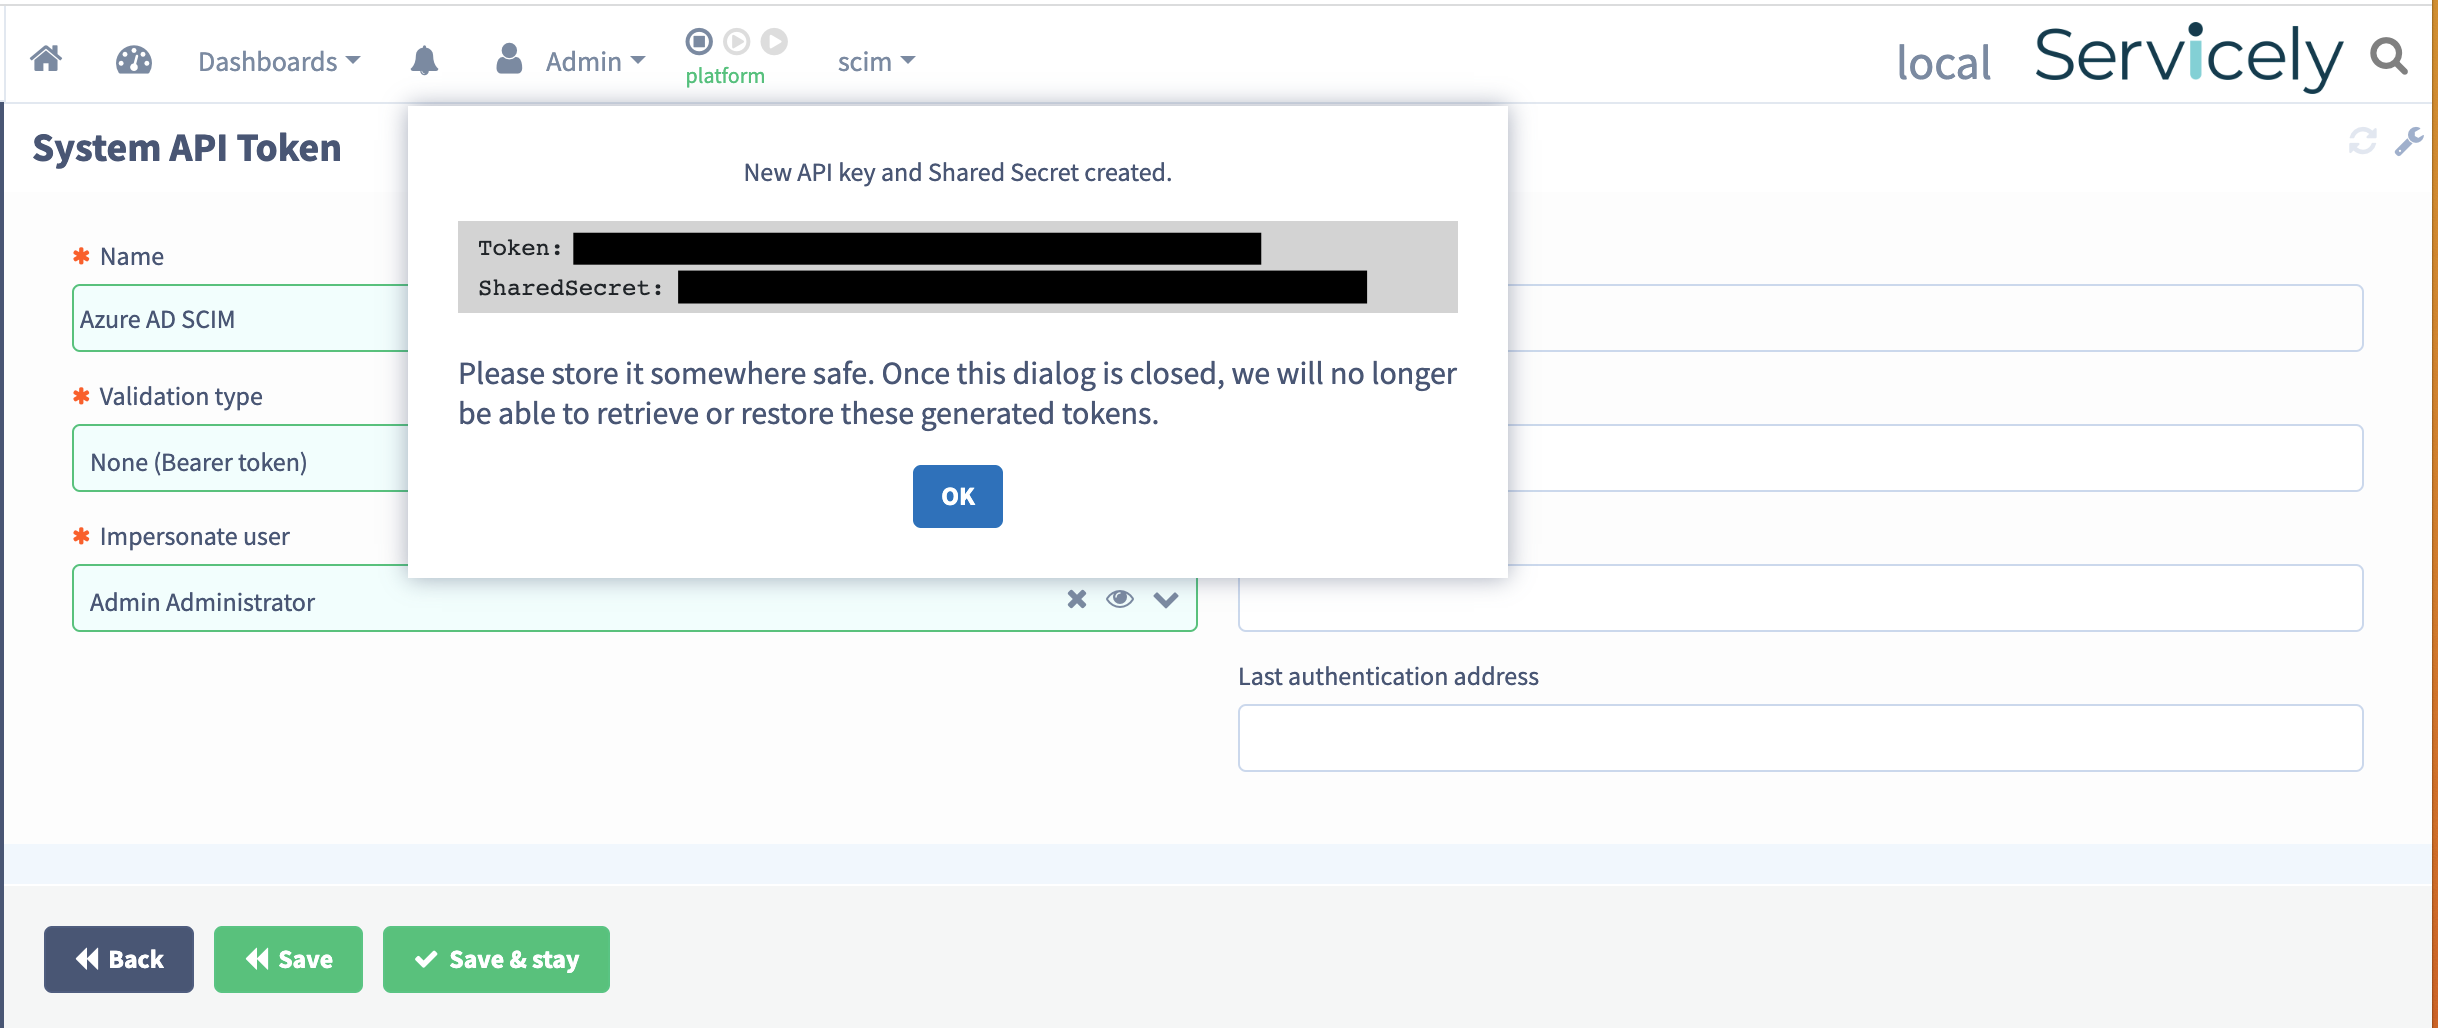 Dashboards
Admin
platform
scim
local
Servicely
System API Token
New API key and Shared Secret created.
Token:
SharedSecret:
Please store it somewhere safe. Once this dialog is closed, we will no longer
be able to retrieve or restore these generated tokens.
OK
* Name
Azure AD SCIM
* Validation type
None (Bearer token)
* Impersonate user
Admin Administrator
Last authentication address
Back
Save
Save & stay